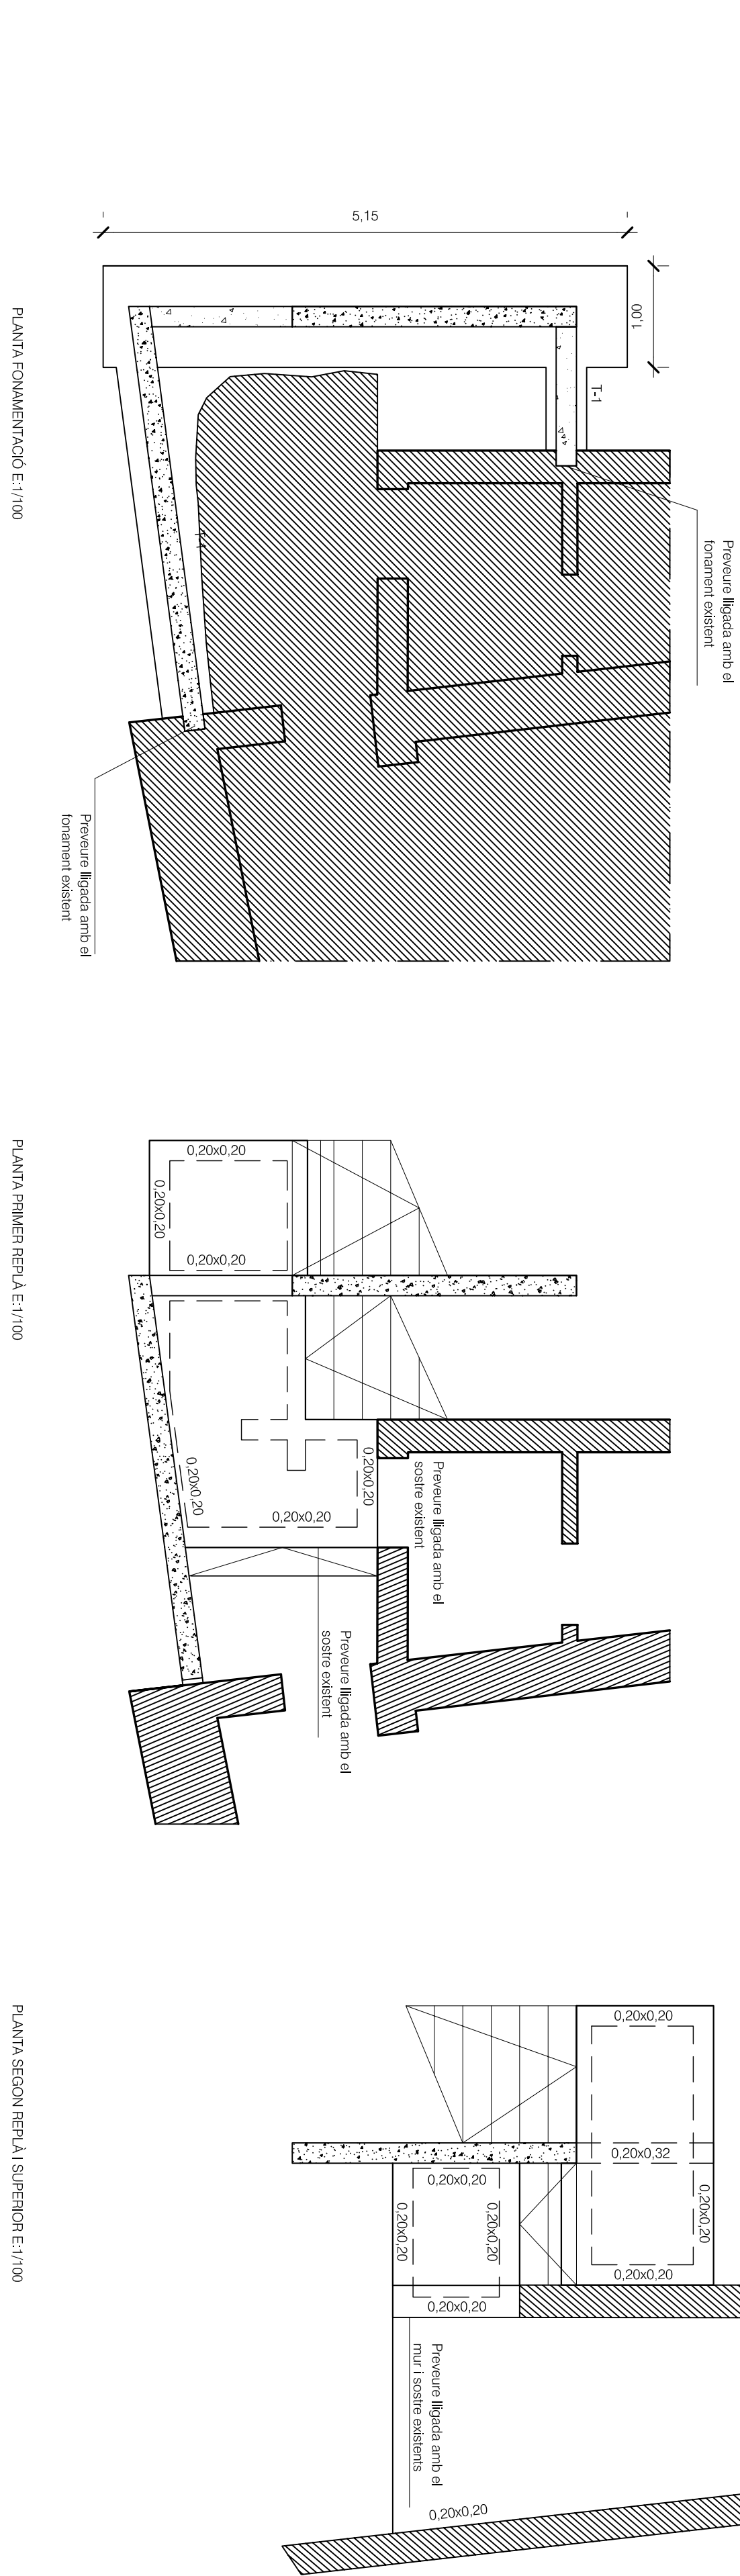 5,15
1,00
T-1
Preveure lligada amb el
fonament existent
T-1
Preveure lligada amb el
fonament existent
PLANTA FONAMENTACIÓ E:1/100
0,20x0,20
0,20x0,20
0,20x0,20
0,20x0,20
0,20x0,20
0,20x0,20
Preveure lligada amb el
sostre existent
Preveure lligada amb el
sostre existent
PLANTA PRIMER REPLÀ E:1/100
0,20x0,20
0,20x0,32
0,20x0,20
0,20x0,20
0,20x0,20
0,20x0,20
0,20x0,20
0,20x0,20
Preveure lligada amb el
mur i sostre existents
0,20x0,20
PLANTA SEGON REPLÀ I SUPERIOR E:1/100